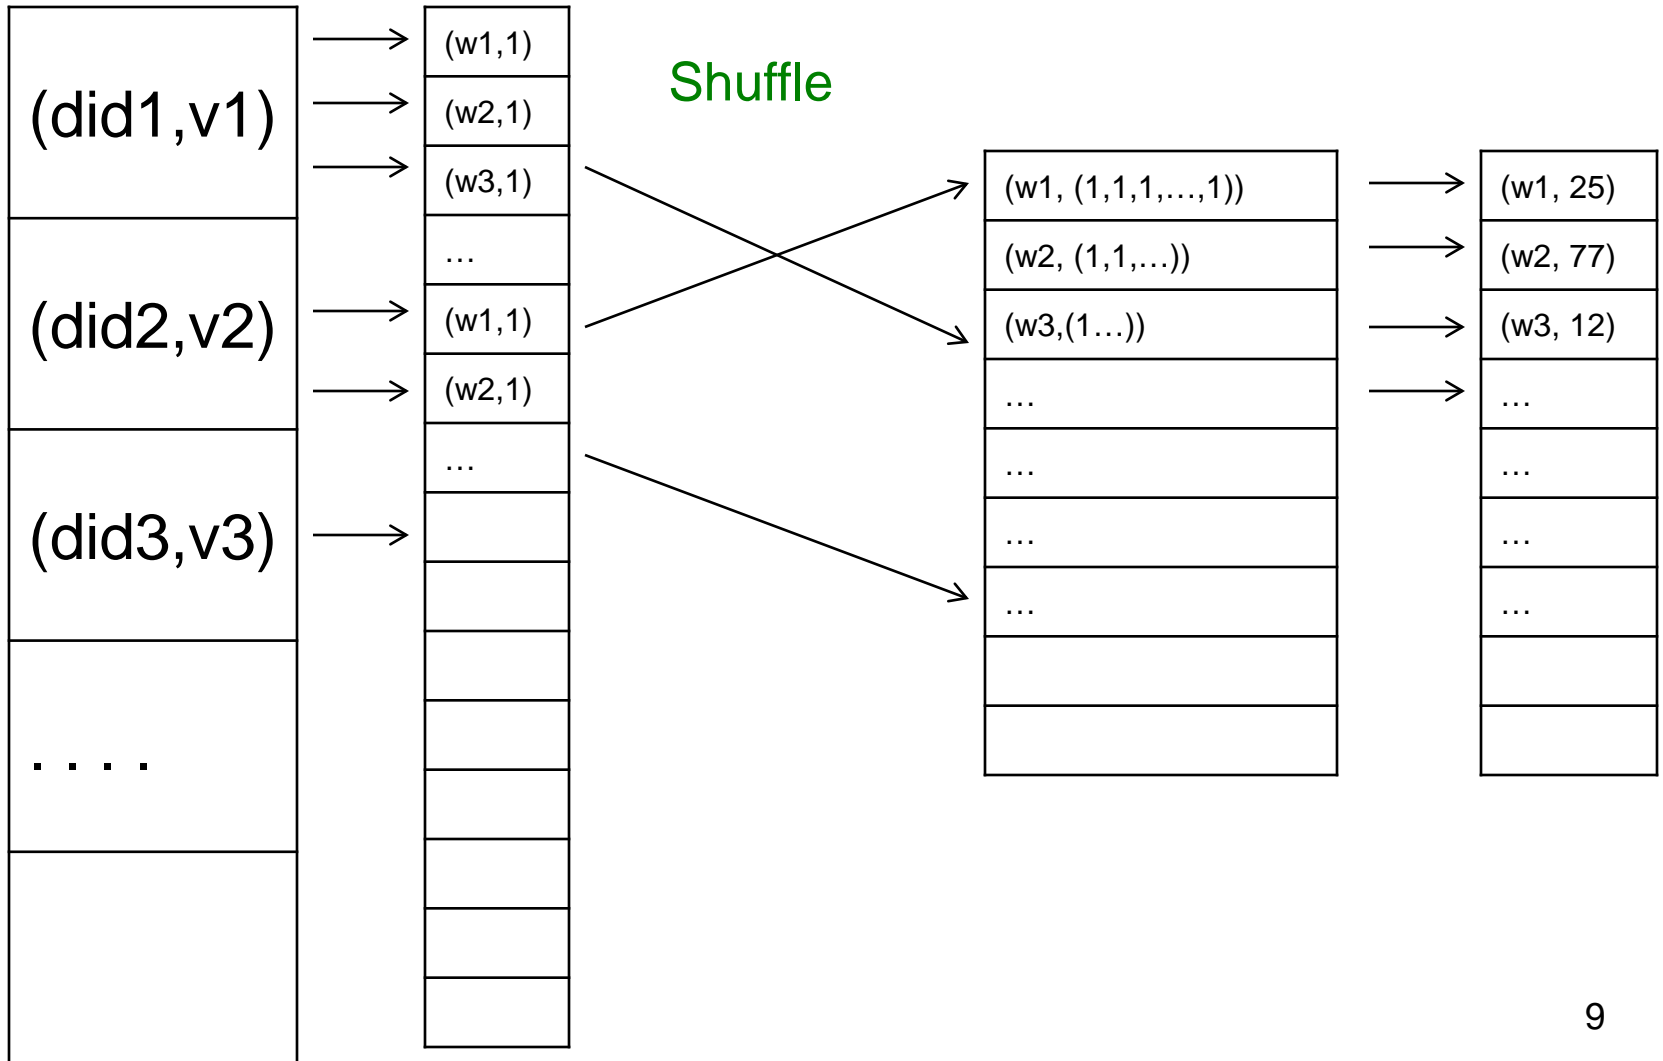 (did1,v1)
(did2,v2)
(did3,v3)
. . . .
(w1,1)
(w2,1)
(w3,1)
…
(w1,1)
(w2,1)
…
Shuffle
(w1, (1,1,1,…,1))
(w2, (1,1,…))
(w3,(1…))
…
…
…
…
(w1, 25)
(w2, 77)
(w3, 12)
…
…
…
…
9